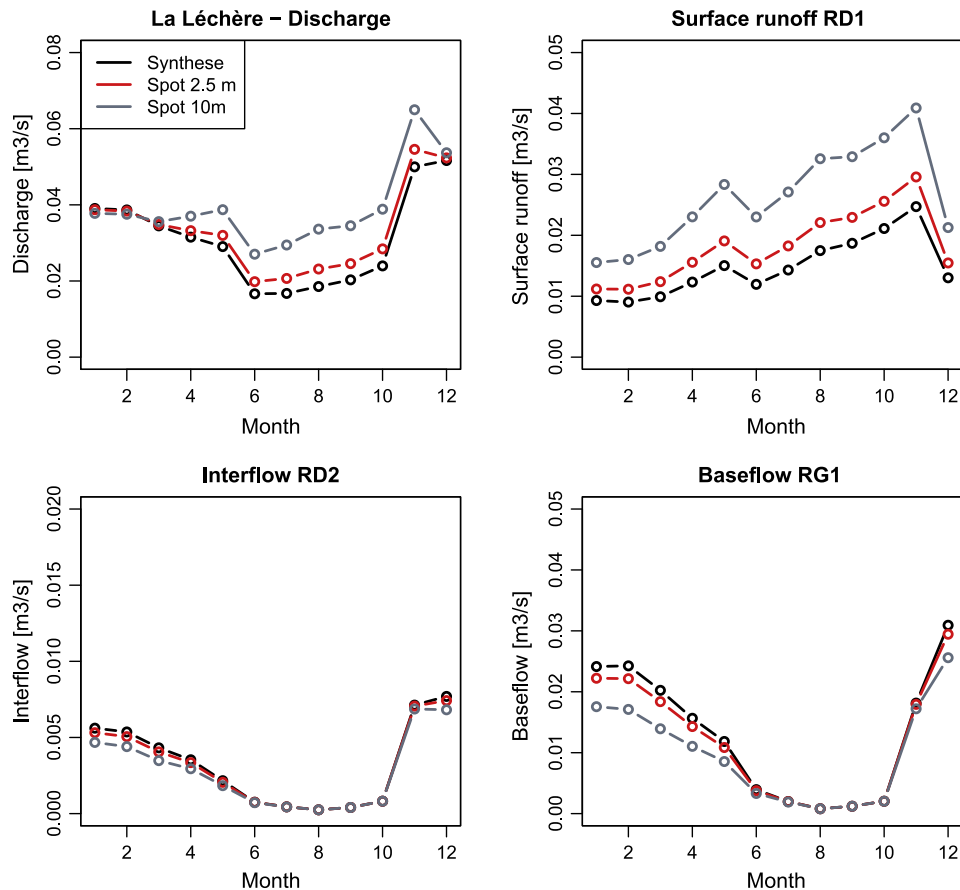 La Léchère − Discharge
Discharge [m3/s]
0.00 0.02 0.04 0.06 0.08
Synthese
Spot 2.5 m
Spot 10m
2 4 6 8 10 12
Month
Surface runoff RD1
Surface runoff [m3/s]
0.00 0.01 0.02 0.03 0.04 0.05
2 4 6 8 10 12
Month
Interflow RD2
Interflow [m3/s]
0.000 0.005 0.010 0.015 0.020
2 4 6 8 10 12
Month
Baseflow RG1
Baseflow [m3/s]
0.00 0.01 0.02 0.03 0.04 0.05
2 4 6 8 10 12
Month